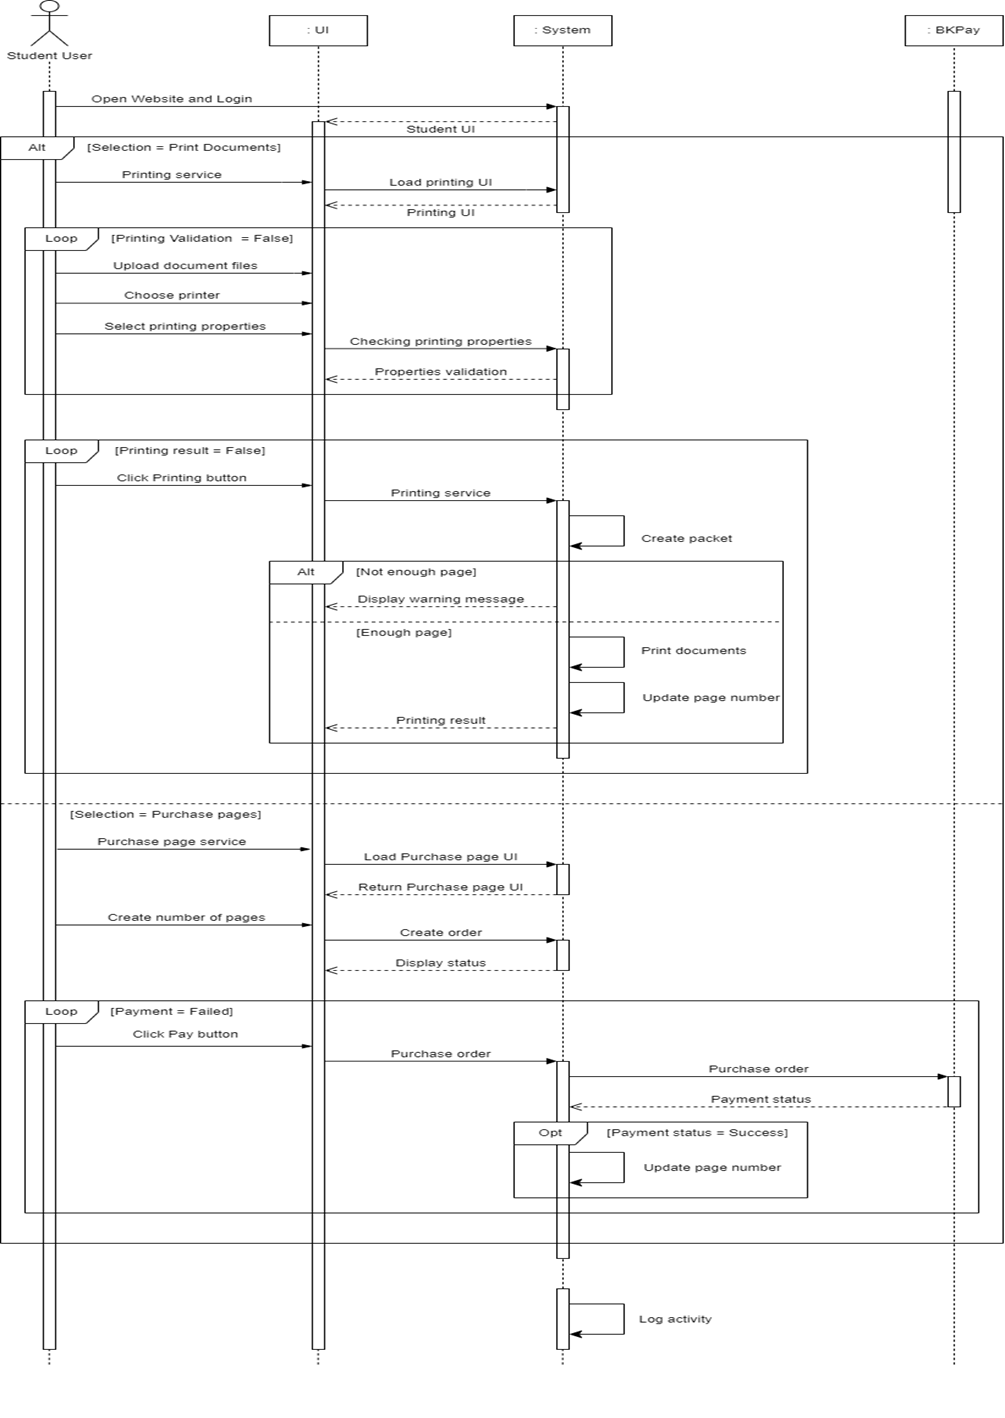 : UI
: System
: BKPay
Student User
Open Website and Login
Student UI
Alt
[Selection = Print Documents]
Printing service
Load printing UI
Printing UI
Loop
[Printing Validation = False]
Upload document files
Choose printer
Select printing properties
Checking printing properties
Properties validation
Loop
[Printing result = False]
Click Printing button
Printing service
Create packet
Alt
[Not enough page]
Display warning message
[Enough page]
Print documents
Update page number
Printing result
[Selection = Purchase pages]
Purchase page service
Load Purchase page UI
Return Purchase page UI
Create number of pages
Create order
Display status
Loop
[Payment = Failed]
Click Pay button
Purchase order
Purchase order
Payment status
Opt
[Payment status = Success]
Update page number
Log activity